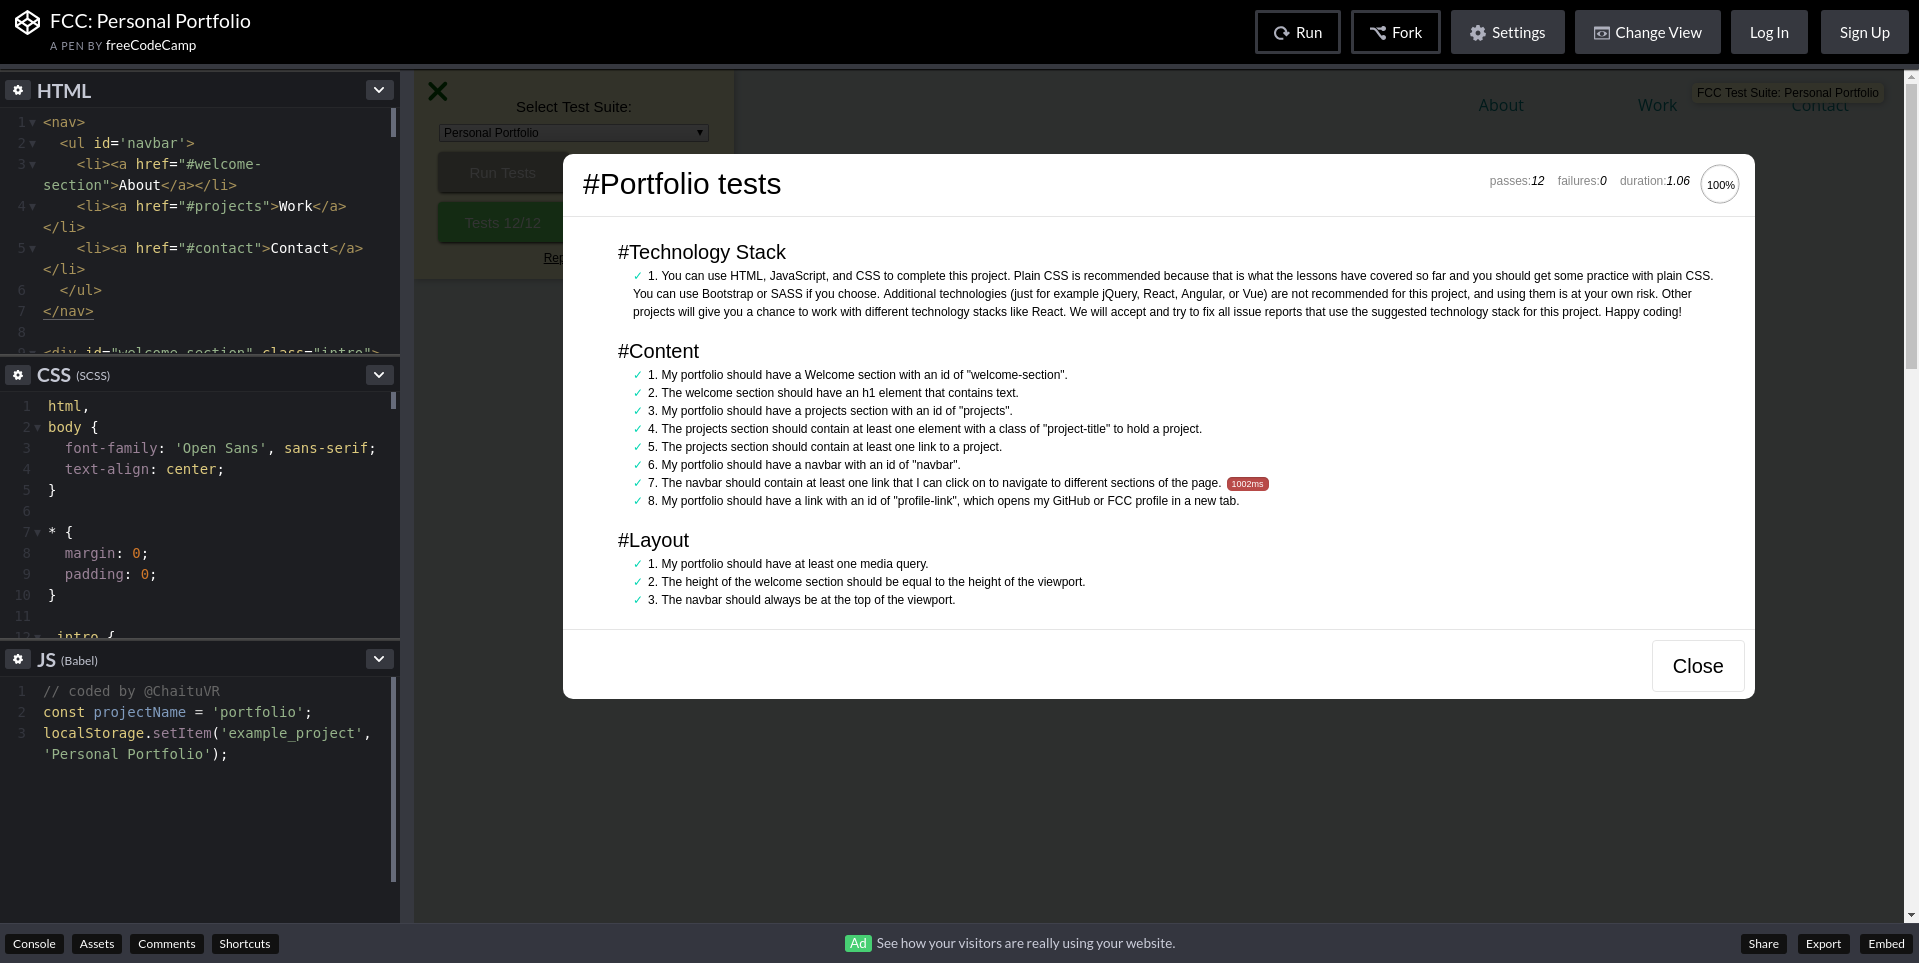 FCC: Personal Portfolio
A PEN BY freeCodeCamp
Run
Fork
Settings
Change View
Log In
Sign Up
HTML
1 <nav>
2 <ul id='navbar'>
3 <li><a href="#welcome-
section">About</a></li>
4 <li><a href="#projects">Work</a>
</li>
5 <li><a href="#contact">Contact</a>
</li>
6 </ul>
7 </nav>
8
9 <div id="welcome-section" class="intro">
CSS (SCSS)
1 html,
2 body {
3 font-family: 'Open Sans', sans-serif;
4 text-align: center;
5 }
6
7 * {
8 margin: 0;
9 padding: 0;
10 }
11
12 .intro {
JS (Babel)
1 // coded by @ChaituVR
2 const projectName = 'portfolio';
3 localStorage.setItem('example_project',
'Personal Portfolio');
Select Test Suite:
Personal Portfolio
Run Tests
Tests 12/12
About
Work
Contact
FCC Test Suite: Personal Portfolio
#Portfolio tests
passes:12 failures:0 duration:1.06 100%
#Technology Stack
✓ 1. You can use HTML, JavaScript, and CSS to complete this project. Plain CSS is recommended because that is what the lessons have covered so far and you should get some practice with plain CSS.
You can use Bootstrap or SASS if you choose. Additional technologies (just for example jQuery, React, Angular, or Vue) are not recommended for this project, and using them is at your own risk. Other
projects will give you a chance to work with different technology stacks like React. We will accept and try to fix all issue reports that use the suggested technology stack for this project. Happy coding!
#Content
✓ 1. My portfolio should have a Welcome section with an id of "welcome-section".
✓ 2. The welcome section should have an h1 element that contains text.
✓ 3. My portfolio should have a projects section with an id of "projects".
✓ 4. The projects section should contain at least one element with a class of "project-title" to hold a project.
✓ 5. The projects section should contain at least one link to a project.
✓ 6. My portfolio should have a navbar with an id of "navbar".
✓ 7. The navbar should contain at least one link that I can click on to navigate to different sections of the page. 1002ms
✓ 8. My portfolio should have a link with an id of "profile-link", which opens my GitHub or FCC profile in a new tab.
#Layout
✓ 1. My portfolio should have at least one media query.
✓ 2. The height of the welcome section should be equal to the height of the viewport.
✓ 3. The navbar should always be at the top of the viewport.
Close
Console
Assets
Comments
Shortcuts
Ad See how your visitors are really using your website.
Share
Export
Embed